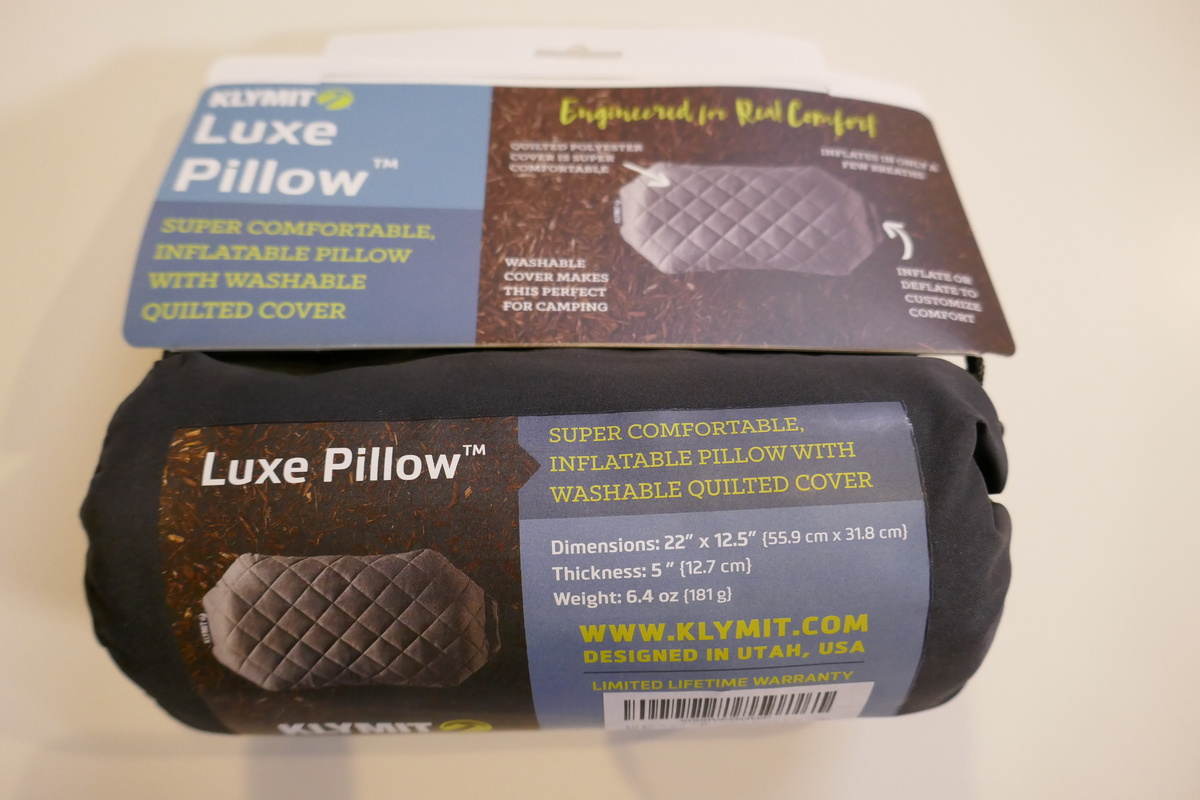 KLYMIT
Luxe
Pillow™
SUPER COMFORTABLE,
INFLATABLE PILLOW
WITH WASHABLE
QUILTED COVER
Engineered for Real Comfort
QUILTED POLYESTER
COVER IS SUPER
COMFORTABLE
INFLATES IN ONLY A
FEW BREATHS
WASHABLE
COVER MAKES
THIS PERFECT
FOR CAMPING
INFLATE OR
DEFLATE TO
CUSTOMIZE
COMFORT
Luxe Pillow™
KLYMIT
SUPER COMFORTABLE,
INFLATABLE PILLOW WITH
WASHABLE QUILTED COVER
Dimensions: 22” x 12.5” {55.9 cm x 31.8 cm}
Thickness: 5 ” {12.7 cm}
Weight: 6.4 oz {181 g}
WWW.KLYMIT.COM
DESIGNED IN UTAH, USA
LIMITED LIFETIME WARRANTY